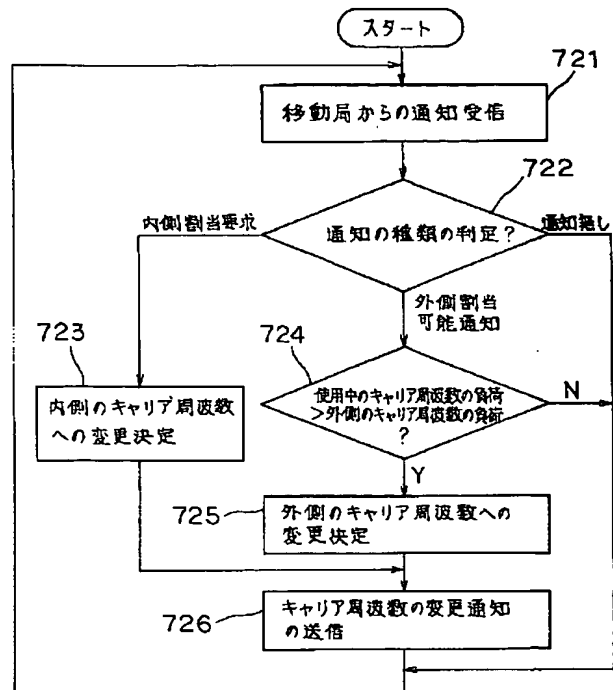 スタート
721
移動局からの通知受信
722
内側割当要求
通知の種類の判定?
通知無し
外側割当
可能通知
723
724
内側のキャリア周波数
への変更決定
使用中のキャリア周波数の負荷
>外側のキャリア周波数の負荷
?
N
Y
725
外側のキャリア周波数への
変更決定
726
キャリア周波数の変更通知
の送信